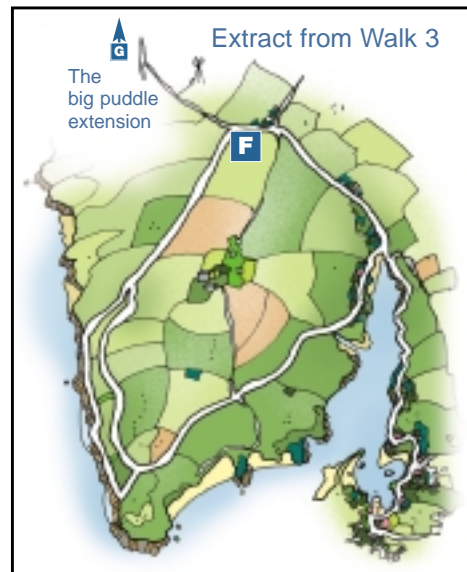 Extract from Walk 3
G
The
big puddle
extension
F